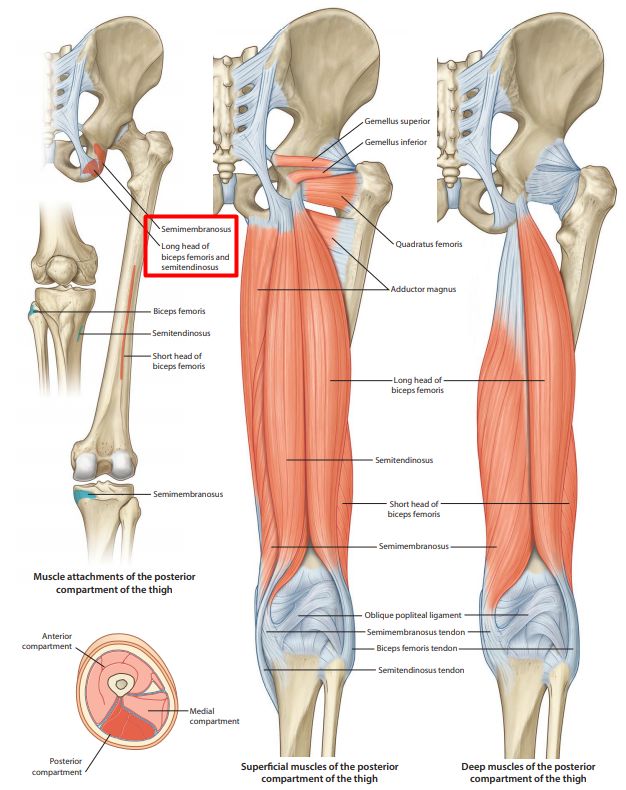 Gemellus superior
Gemellus inferior
Semimembranosus
Long head of
biceps femoris and
semitendinosus
Quadratus femoris
Adductor magnus
Biceps femoris
Semitendinosus
Short head of
biceps femoris
Long head of
biceps femoris
Semitendinosus
Semimembranosus
Short head of
biceps femoris
Semimembranosus
Muscle attachments of the posterior
compartment of the thigh
Oblique popliteal ligament
Semimembranosus tendon
Biceps femoris tendon
Semitendinosus tendon
Anterior
compartment
Medial
compartment
Posterior
compartment
Superficial muscles of the posterior
compartment of the thigh
Deep muscles of the posterior
compartment of the thigh